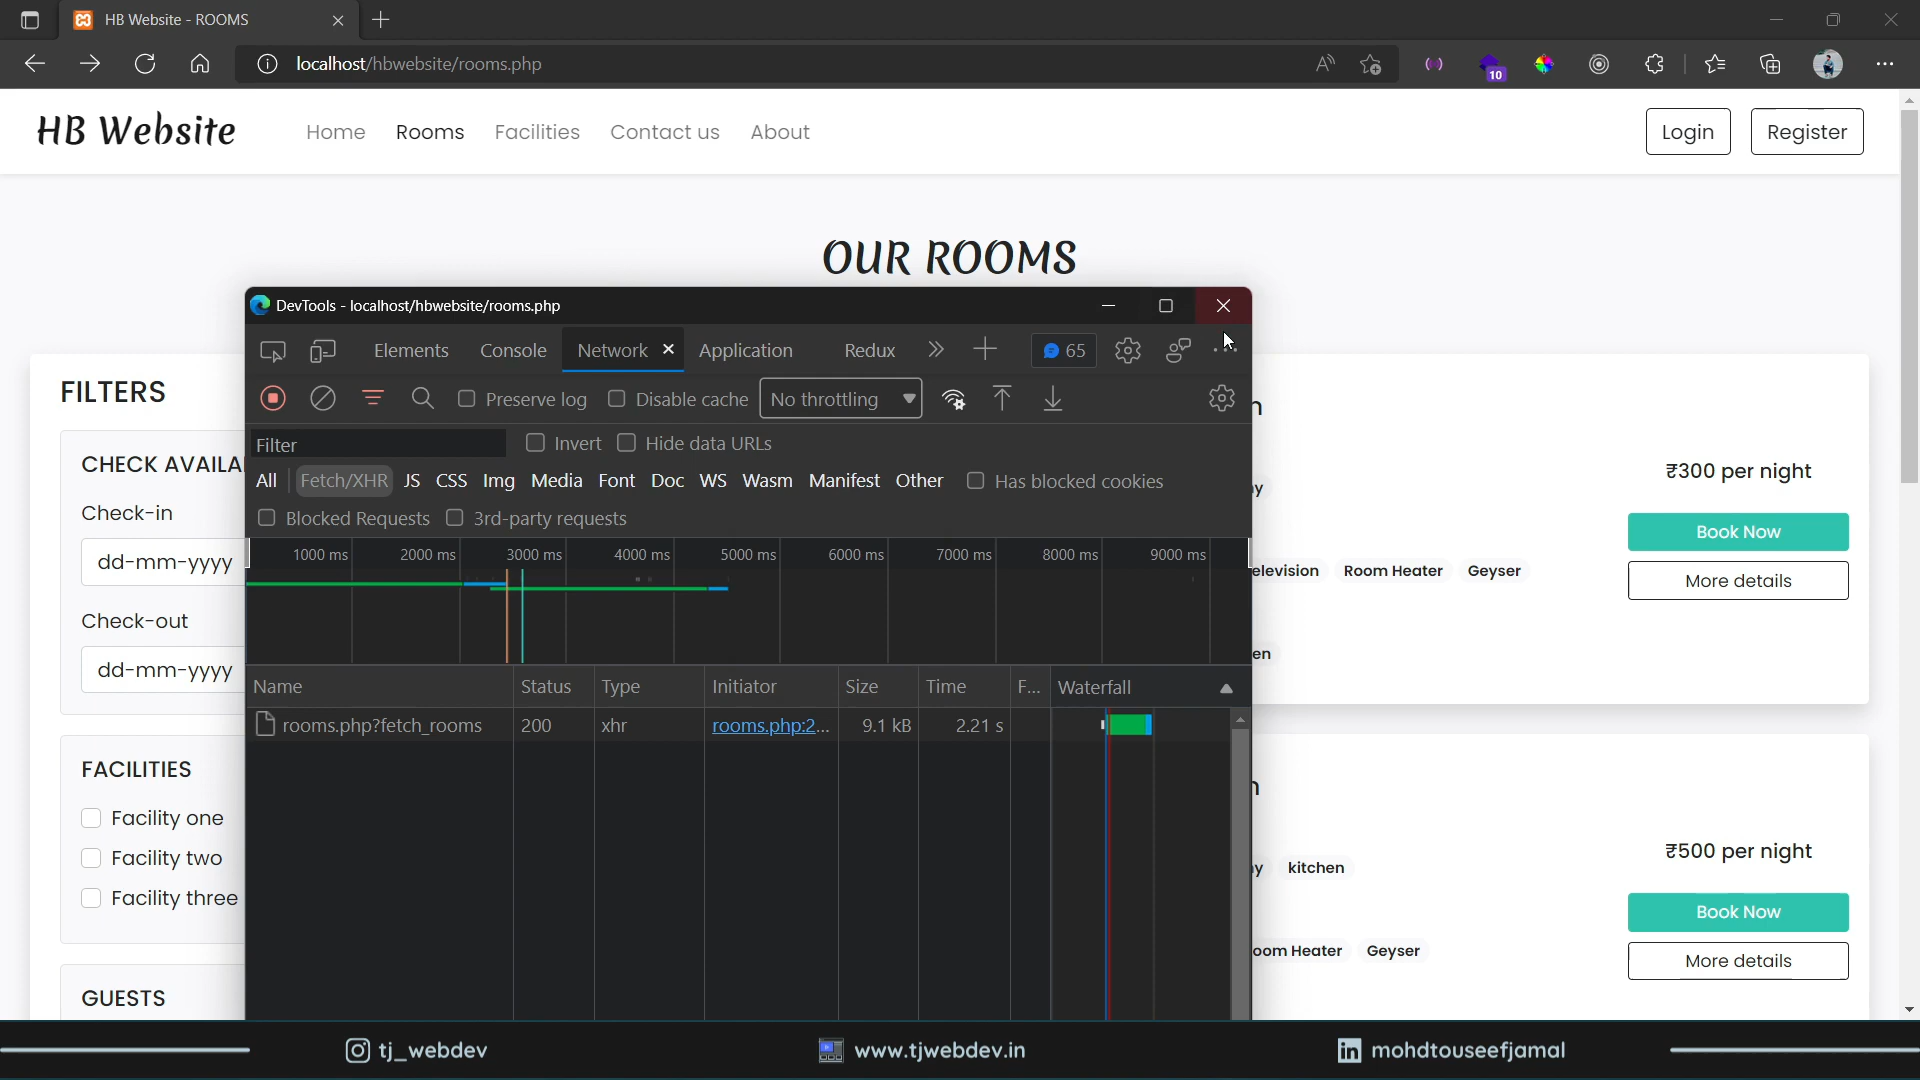 HB Website - ROOMS
localhost/hbwebsite/rooms.php
10
HB Website
Home Rooms Facilities Contact us About
Login Register
OUR ROOMS
DevTools - localhost/hbwebsite/rooms.php
Elements Console Network Application Redux 65
Preserve log Disable cache No throttling
Filter Invert Hide data URLs
All Fetch/XHR JS CSS Img Media Font Doc WS Wasm Manifest Other Has blocked cookies
Blocked Requests 3rd-party requests
1000 ms 2000 ms 3000 ms 4000 ms 5000 ms 6000 ms 7000 ms 8000 ms 9000 ms
Name Status Type Initiator Size Time F... Waterfall
rooms.php?fetch_rooms 200 xhr rooms.php:2... 9.1 kB 2.21 s
FILTERS
CHECK AVAILA
Check-in
dd-mm-yyyy
Check-out
dd-mm-yyyy
FACILITIES
Facility one
Facility two
Facility three
GUESTS
₹300 per night
Book Now
elevision Room Heater Geyser
More details
en
₹500 per night
kitchen
Book Now
oom Heater Geyser
More details
tj_webdev www.tjwebdev.in mohdtouseefjamal